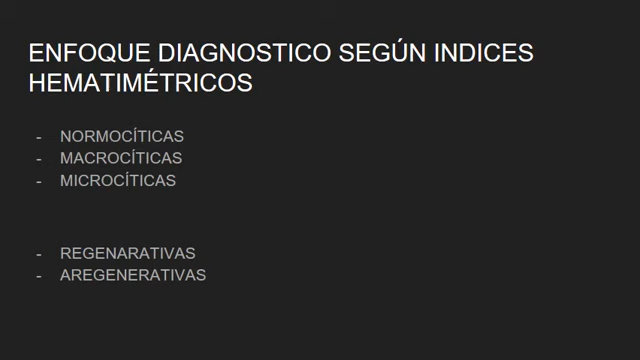 ENFOQUE DIAGNOSTICO SEGÚN INDICES
HEMATIMÉTRICOS
- NORMOCÍTICAS
- MACROCÍTICAS
- MICROCÍTICAS
- REGENARATIVAS
- AREGENERATIVAS